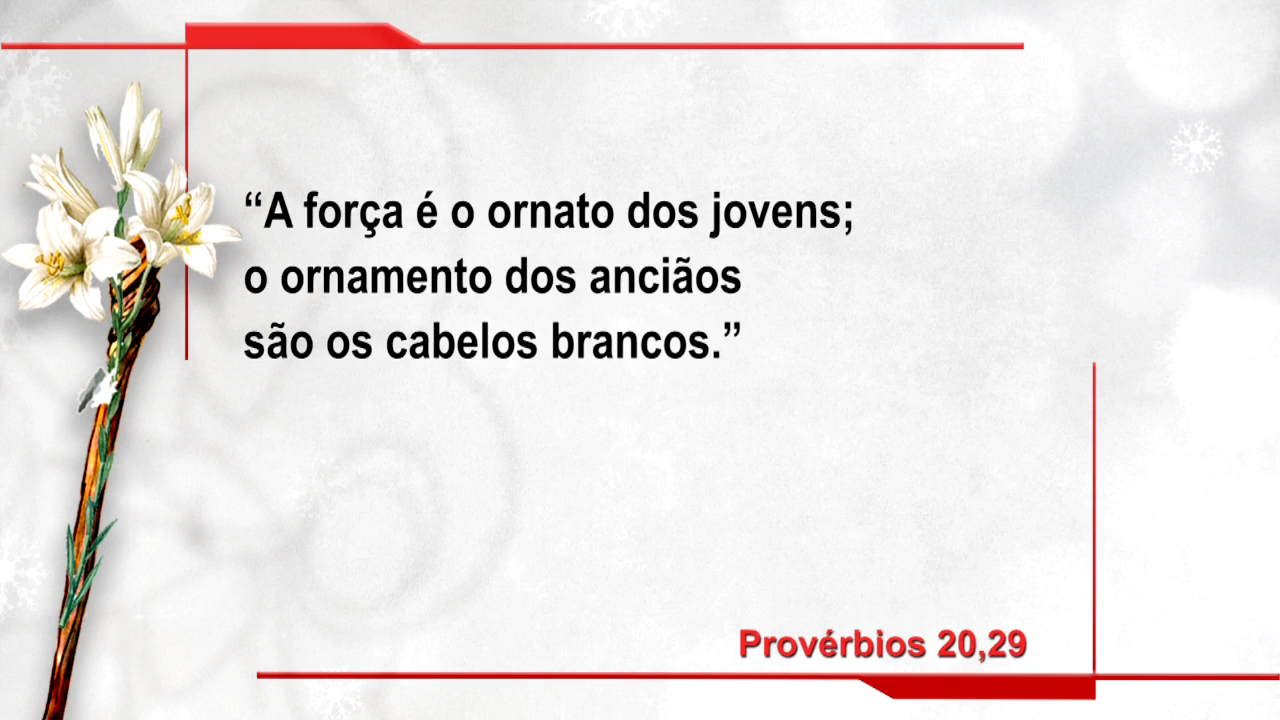 “A força é o ornato dos jovens;
o ornamento dos anciãos
são os cabelos brancos.”
Provérbios 20,29